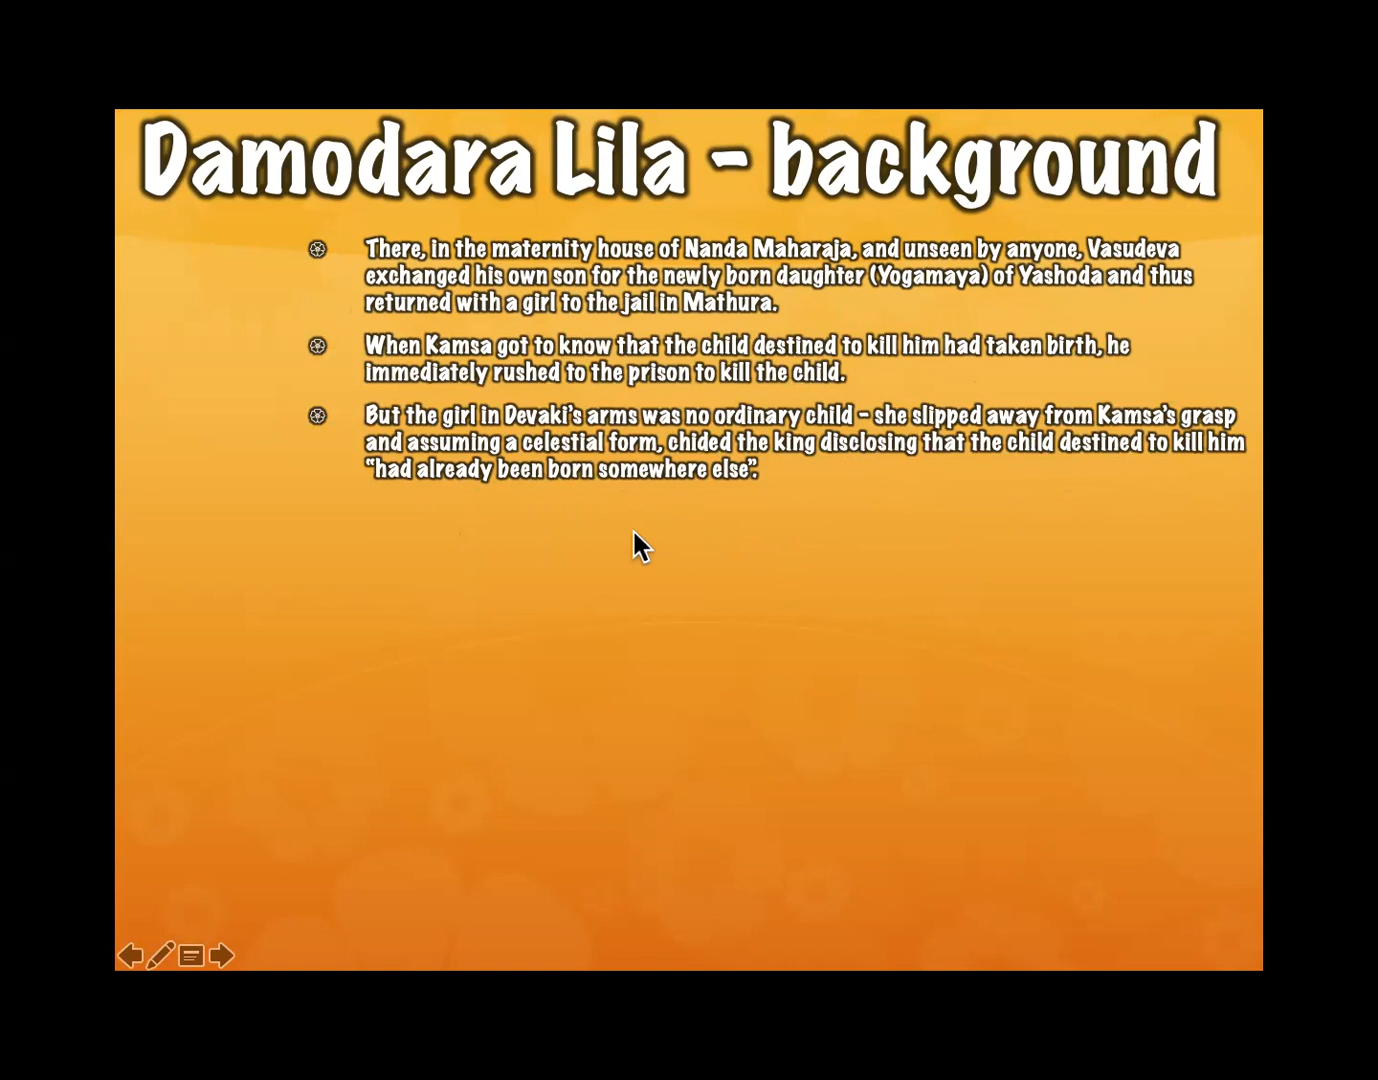 Damodara Lila - background
There, in the maternity house of Nanda Maharaja, and unseen by anyone, Vasudeva
exchanged his own son for the newly born daughter (Yogamaya) of Yashoda and thus
returned with a girl to the jail in Mathura.
When Kamsa got to know that the child destined to kill him had taken birth, he
immediately rushed to the prison to kill the child.
But the girl in Devaki’s arms was no ordinary child – she slipped away from Kamsa’s grasp
and assuming a celestial form, chided the king disclosing that the child destined to kill him
“had already been born somewhere else”.